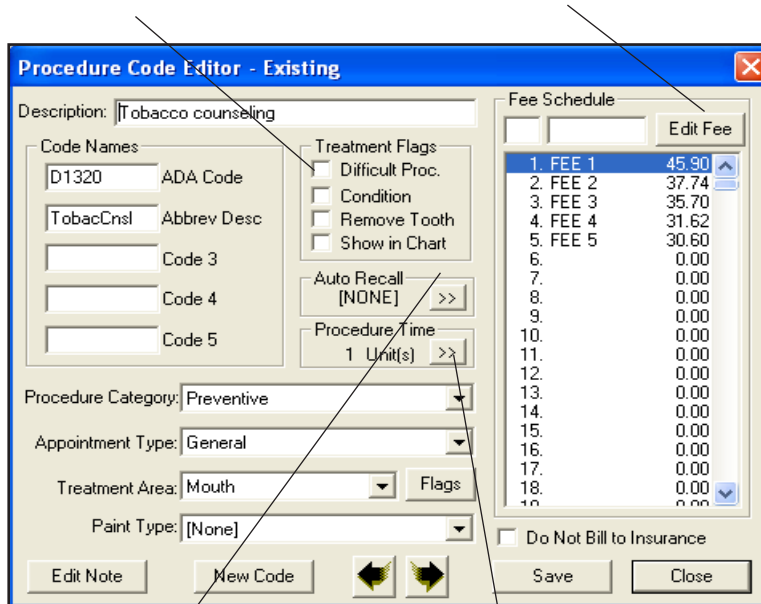 Procedure Code Editor - Existing
Description: Tobacco counseling
Code Names
D1320 ADA Code
TobacCnsl Abbrev Desc
Code 3
Code 4
Code 5
Treatment Flags
Difficult Proc.
Condition
Remove Tooth
Show in Chart
Auto Recall
[NONE] >>
Procedure Time
1 Unit(s) >>
Procedure Category: Preventive
Appointment Type: General
Treatment Area: Mouth Flags
Paint Type: [None]
Edit Note New Code
Fee Schedule
Edit Fee
1. FEE 1 45.90
2. FEE 2 37.74
3. FEE 3 35.70
4. FEE 4 31.62
5. FEE 5 30.60
6. 0.00
7. 0.00
8. 0.00
9. 0.00
10. 0.00
11. 0.00
12. 0.00
13. 0.00
14. 0.00
15. 0.00
16. 0.00
17. 0.00
18. 0.00
Do Not Bill to Insurance
Save Close